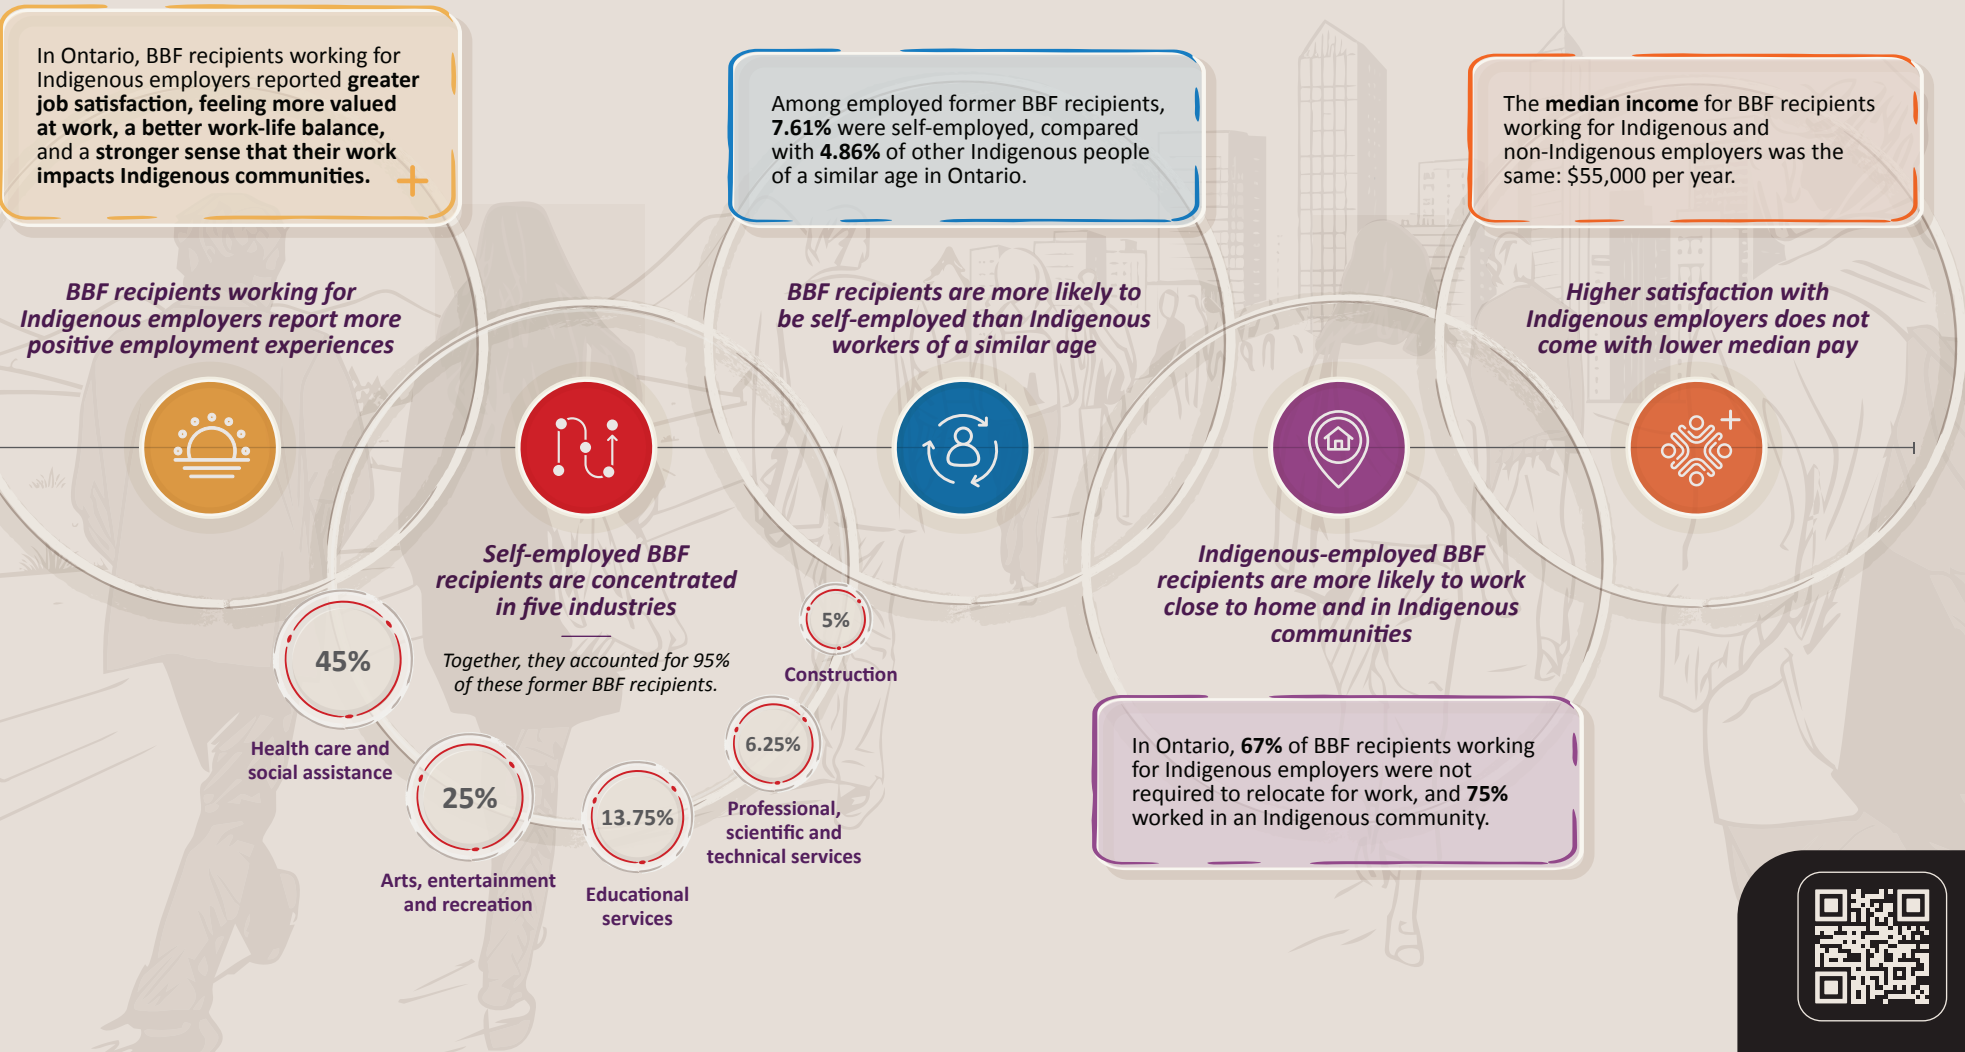 In Ontario, BBF recipients working for
Indigenous employers reported greater
job satisfaction, feeling more valued
at work, a better work-life balance,
and a stronger sense that their work
impacts Indigenous communities.
BBF recipients working for
Indigenous employers report more
positive employment experiences
Self-employed BBF
recipients are concentrated
in five industries
Together, they accounted for 95%
of these former BBF recipients.
45%
Health care and
social assistance
25%
Arts, entertainment
and recreation
13.75%
Educational
services
6.25%
Professional,
scientific and
technical services
5%
Construction
Among employed former BBF recipients,
7.61% were self-employed, compared
with 4.86% of other Indigenous people
of a similar age in Ontario.
BBF recipients are more likely to
be self-employed than Indigenous
workers of a similar age
Indigenous-employed BBF
recipients are more likely to work
close to home and in Indigenous
communities
In Ontario, 67% of BBF recipients working
for Indigenous employers were not
required to relocate for work, and 75%
worked in an Indigenous community.
The median income for BBF recipients
working for Indigenous and
non-Indigenous employers was the
same: $55,000 per year.
Higher satisfaction with
Indigenous employers does not
come with lower median pay